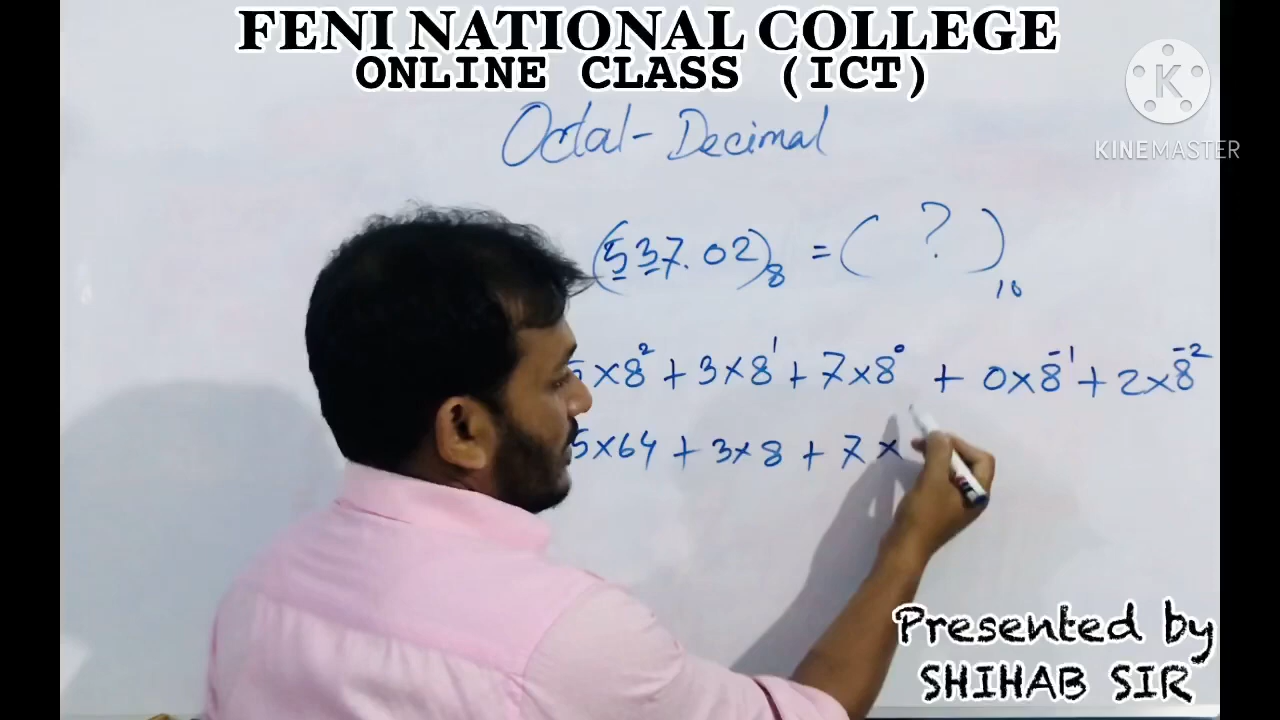 FENI NATIONAL COLLEGE
ONLINE CLASS (ICT)
KINEMASTER
Octal - Decimal
(537.02)₈ = ( ? )₁₀
5×8² + 3×8¹ + 7×8⁰ + 0×8⁻¹ + 2×8⁻²
5×64 + 3×8 + 7×
Presented by
SHIHAB SIR